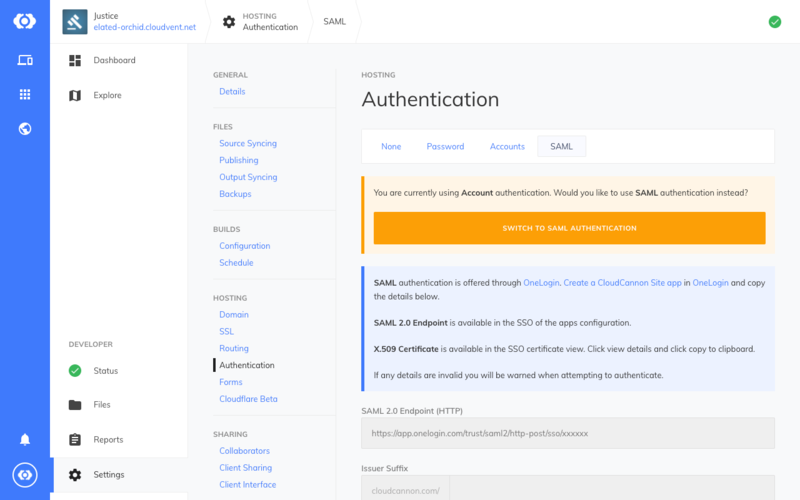 Justice
elated-orchid.cloudvent.net
HOSTING
Authentication
SAML
Dashboard
Explore
DEVELOPER
Status
Files
Reports
Settings
GENERAL
Details
FILES
Source Syncing
Publishing
Output Syncing
Backups
BUILDS
Configuration
Schedule
HOSTING
Domain
SSL
Routing
Authentication
Forms
Cloudflare Beta
SHARING
Collaborators
Client Sharing
Client Interface
HOSTING
Authentication
None Password Accounts SAML
You are currently using Account authentication. Would you like to use SAML authentication instead?
SWITCH TO SAML AUTHENTICATION
SAML authentication is offered through OneLogin. Create a CloudCannon Site app in OneLogin and copy
the details below.
SAML 2.0 Endpoint is available in the SSO of the apps configuration.
X.509 Certificate is available in the SSO certificate view. Click view details and click copy to clipboard.
If any details are invalid you will be warned when attempting to authenticate.
SAML 2.0 Endpoint (HTTP)
https://app.onelogin.com/trust/saml2/http-post/sso/xxxxxx
Issuer Suffix
cloudcannon.com/